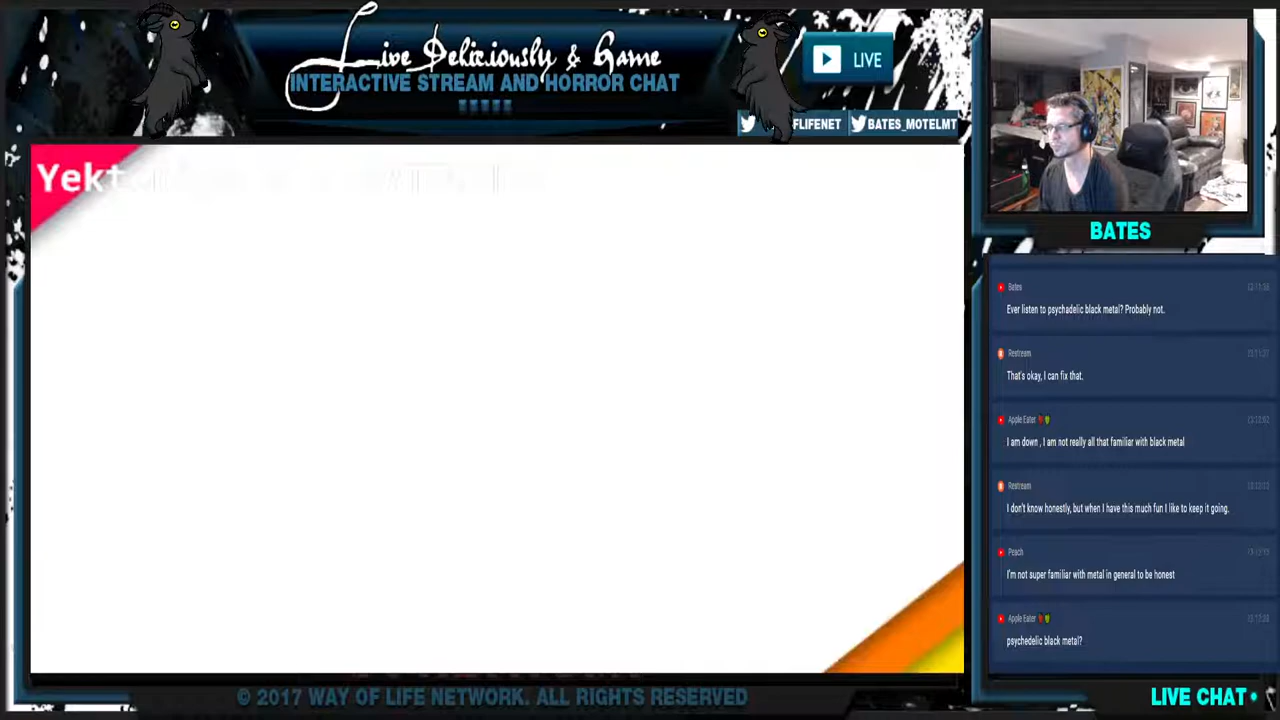 Live Deliciously & Game
INTERACTIVE STREAM AND HORROR CHAT
LIVE
FLIFENET
BATES_MOTELMT
Yekt
BATES
Bates
Ever listen to psychadelic black metal? Probably not.
Restream
That's okay, I can fix that.
Apple Eater
I am down , I am not really all that familiar with black metal
Restream
I don't know honestly, but when I have this much fun I like to keep it going.
Peach
I'm not super familiar with metal in general to be honest
Apple Eater
psychedelic black metal?
© 2017 WAY OF LIFE NETWORK. ALL RIGHTS RESERVED
LIVE CHAT